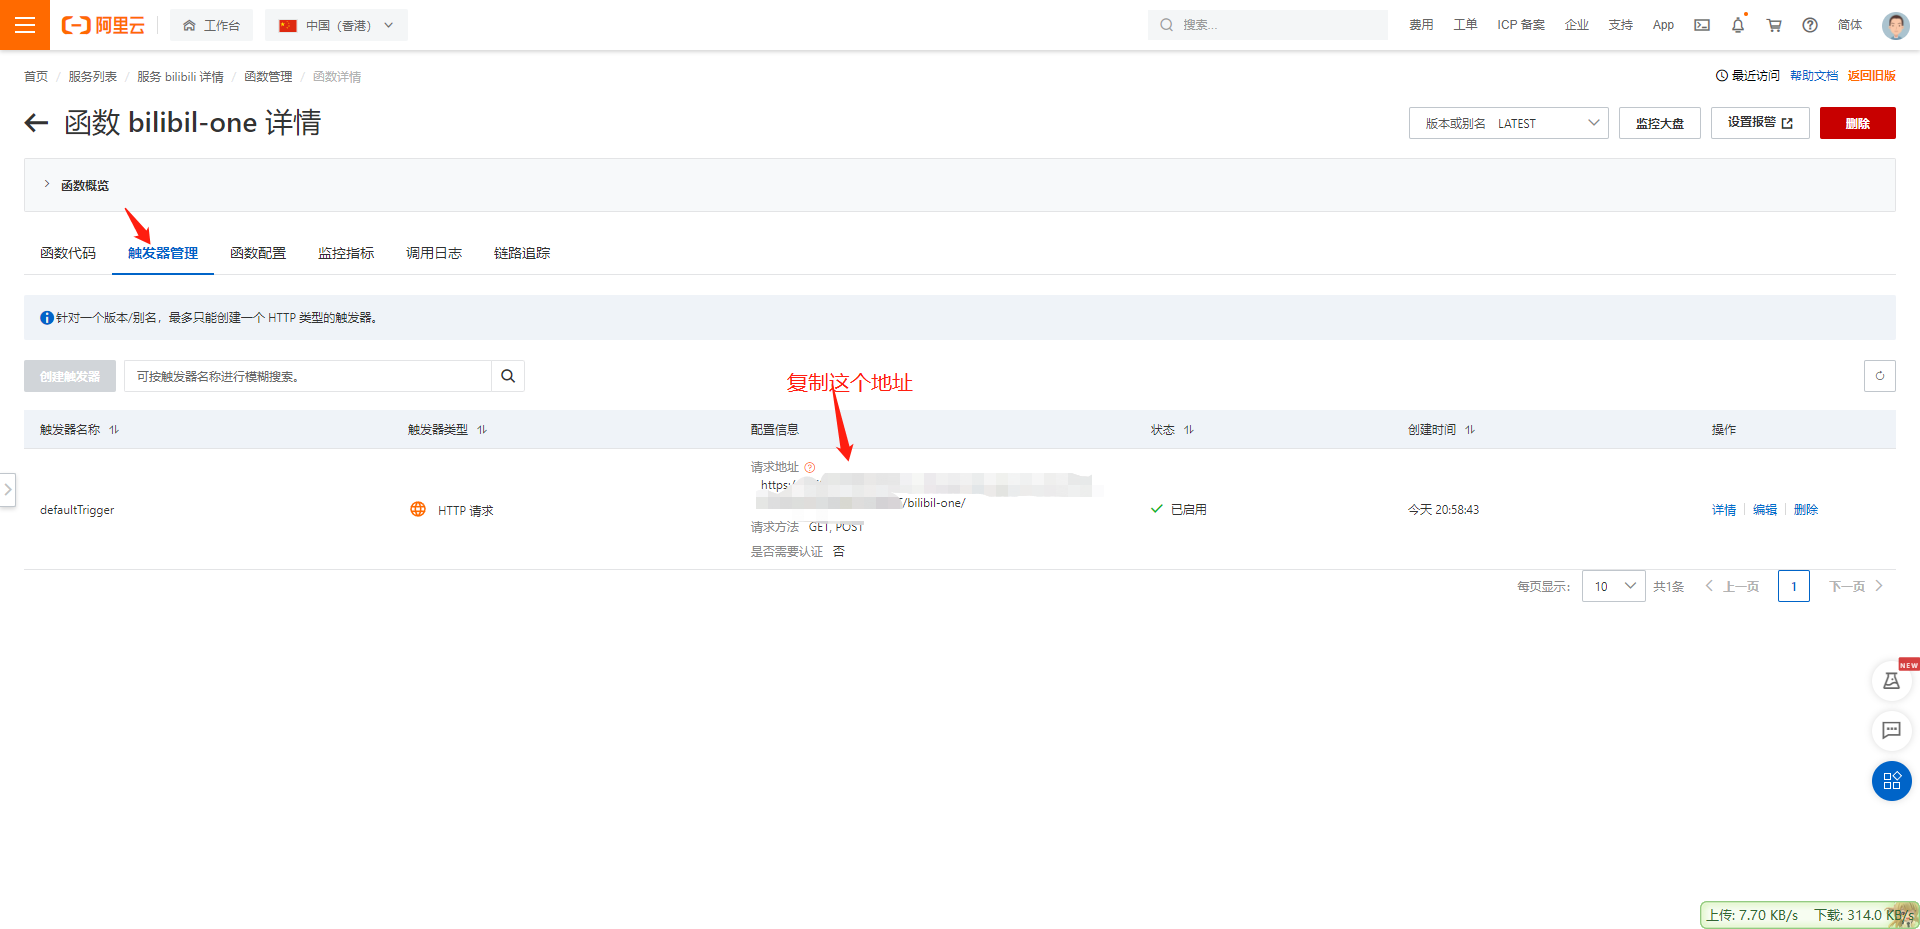 阿里云
工作台
中国（香港）
搜索...
费用
工单
ICP 备案
企业
支持
App
简体
首页 / 服务列表 / 服务 bilibili 详情 / 函数管理 / 函数详情
最近访问
帮助文档
返回旧版
函数 bilibil-one 详情
版本或别名 LATEST
监控大盘
设置报警
删除
函数概览
函数代码
触发器管理
函数配置
监控指标
调用日志
链路追踪
针对一个版本/别名，最多只能创建一个 HTTP 类型的触发器。
创建触发器
可按触发器名称进行模糊搜索。
复制这个地址
触发器名称
触发器类型
配置信息
状态
创建时间
操作
请求地址
https:/
/bilibil-one/
请求方法 GET, POST
是否需要认证 否
defaultTrigger
HTTP 请求
已启用
今天 20:58:43
详情
编辑
删除
每页显示：
10
共1条
上一页
1
下一页
NEW
上传: 7.70 KB/s 下载: 314.0 KB/s